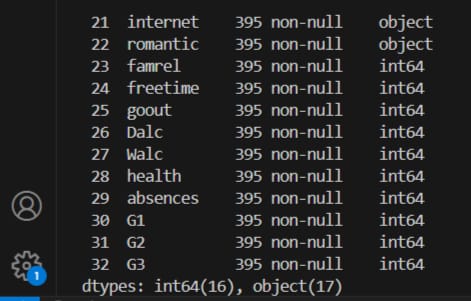 21 internet 395 non-null object
22 romantic 395 non-null object
23 famrel 395 non-null int64
24 freetime 395 non-null int64
25 goout 395 non-null int64
26 Dalc 395 non-null int64
27 Walc 395 non-null int64
28 health 395 non-null int64
29 absences 395 non-null int64
30 G1 395 non-null int64
31 G2 395 non-null int64
32 G3 395 non-null int64
dtypes: int64(16), object(17)
1